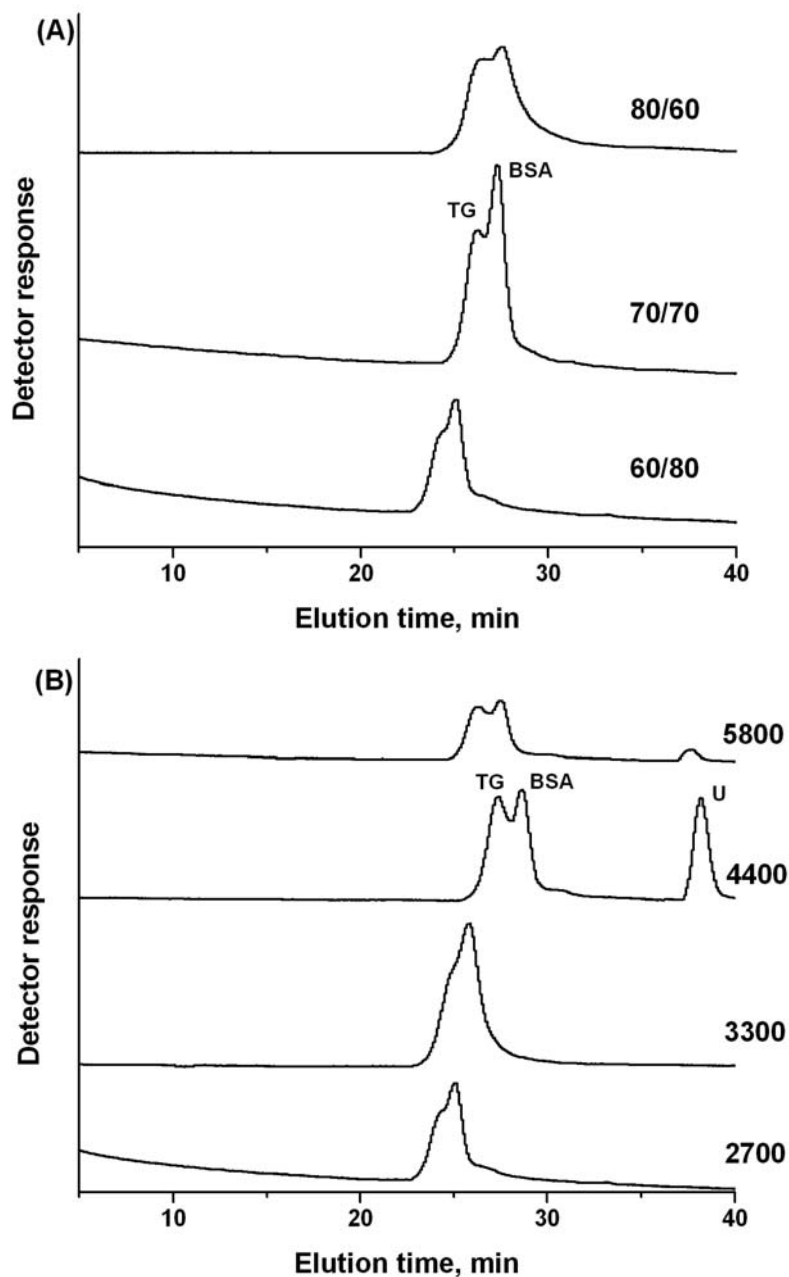 (A)
80/60
BSA
TG
70/70
60/80
Detector response
10 20 30 40
Elution time, min
(B)
5800
TG BSA U
4400
3300
2700
Detector response
10 20 30 40
Elution time, min